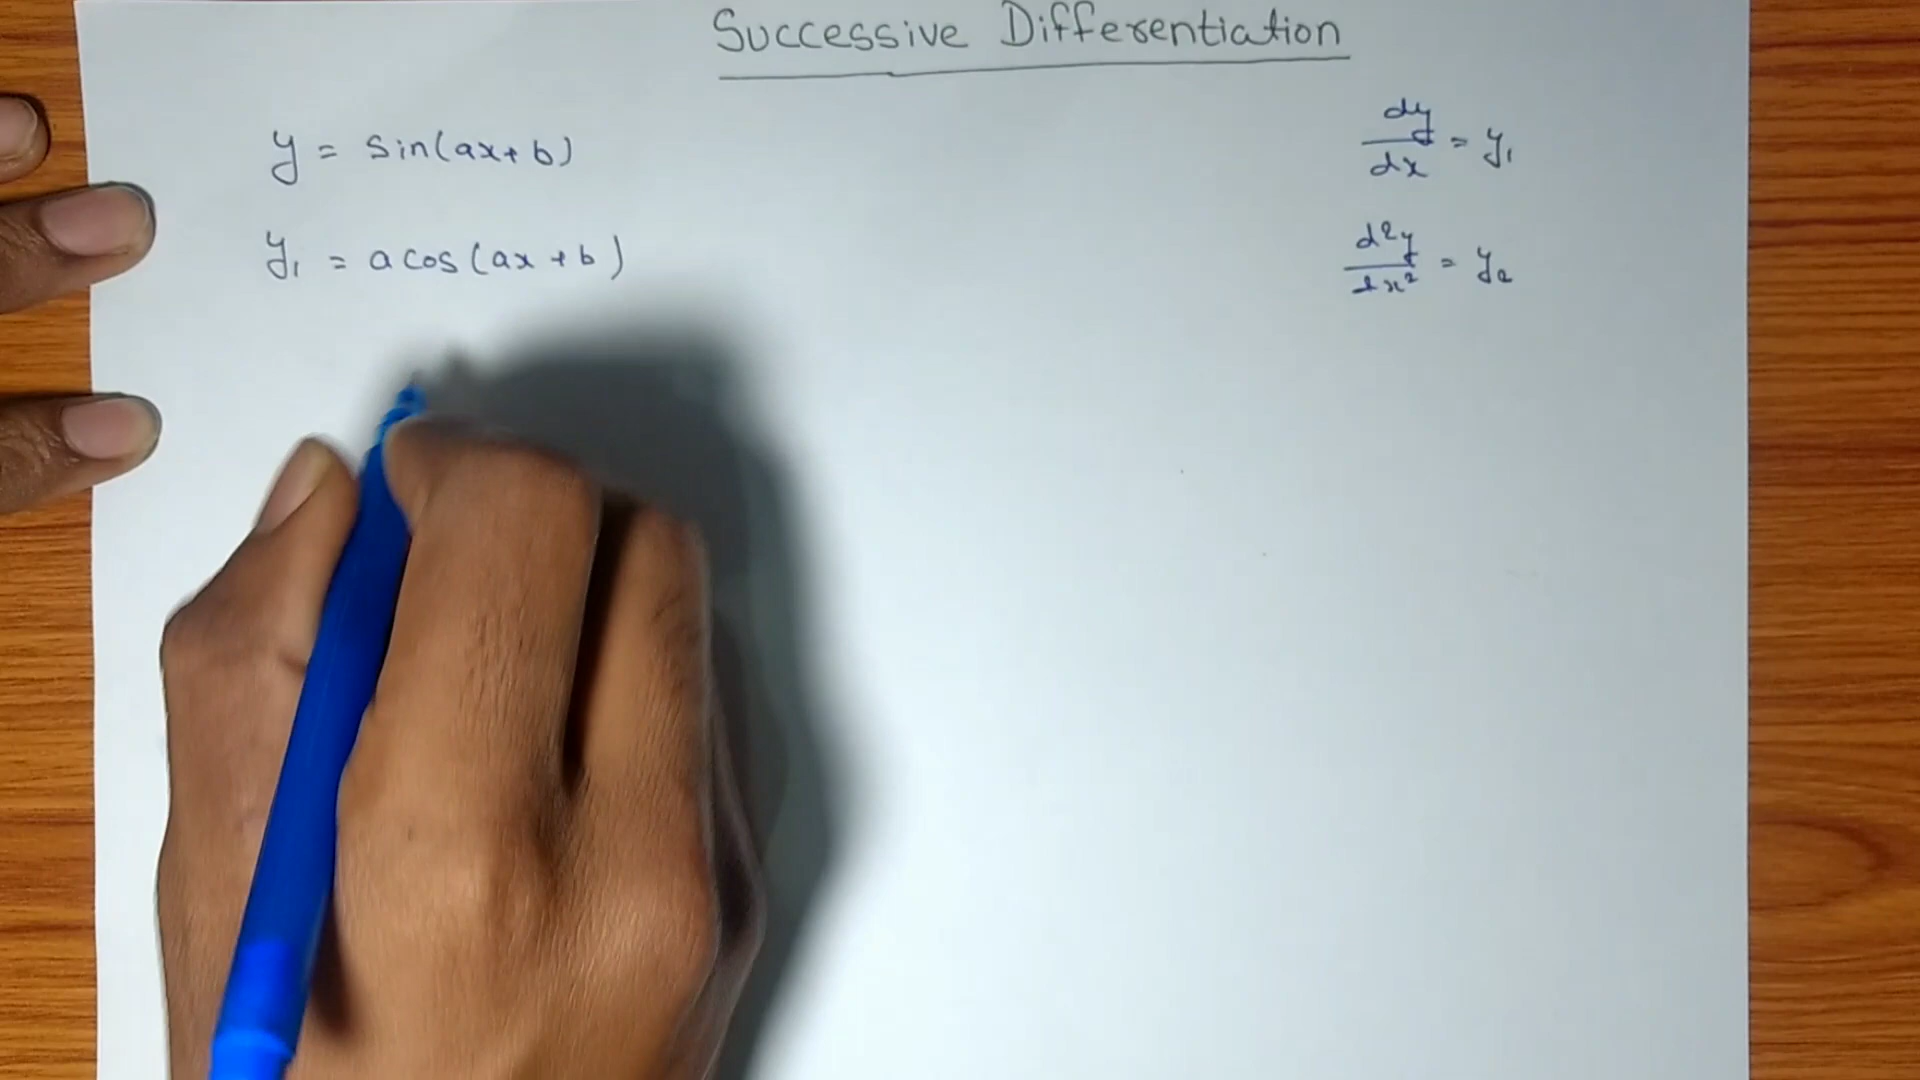 Successive Differentiation
y = sin(ax+b)
y₁ = a cos(ax+b)
dy/dx = y₁
d²y/dx² = y₂